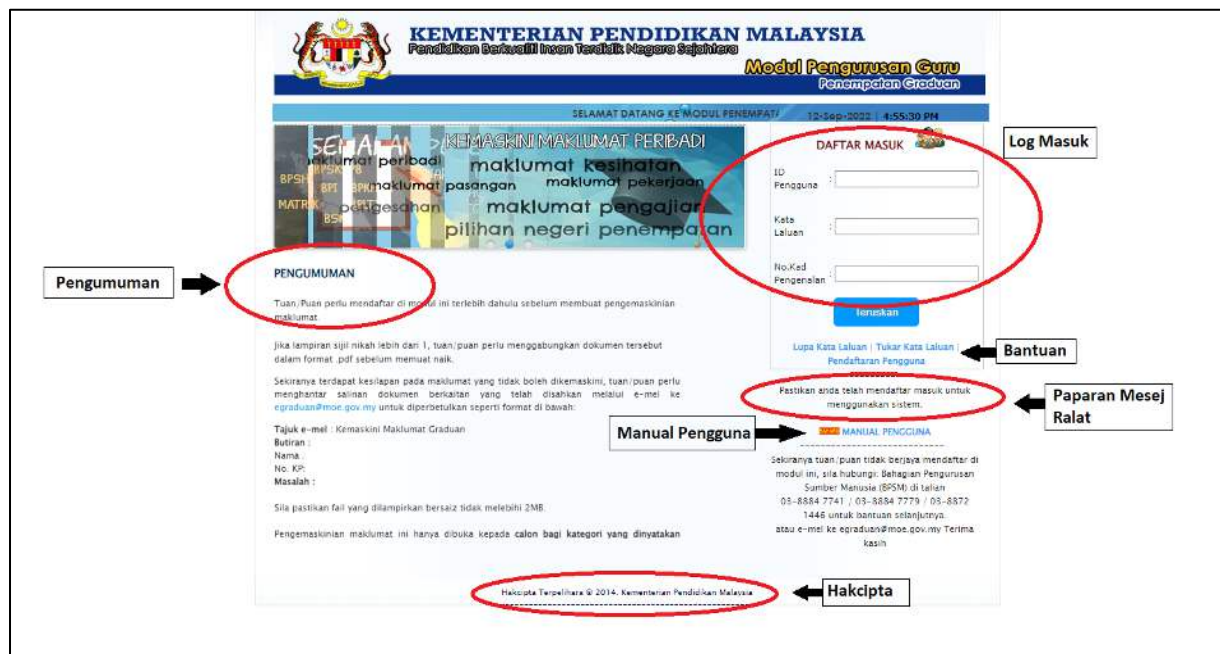 KEMENTERIAN PENDIDIKAN MALAYSIA
Pendidikan Berkualiti Insan Terdidik Negara Sejahtera
Modul Pengurusan Guru
Penempatan Graduan
SELAMAT DATANG KE MODUL PENEMPAT
12-Sep-2022 | 4:55:30 PM
KEMASKINI MAKLUMAT PERIBADI
maklumat peribadi
maklumat kesihatan
maklumat pasangan
maklumat pekerjaan
pengesahan
maklumat pengajian
pilihan negeri penempatan
BPSH
BPI
MATRIK
DAFTAR MASUK
ID Pengguna :
Kata Laluan :
No.Kad Pengenalan :
Teruskan
Log Masuk
Pengumuman
PENGUMUMAN
Tuan/Puan perlu mendaftar di modul ini terlebih dahulu sebelum membuat pengemaskinian
maklumat
Jika lampiran sijil nikah lebih dari 1, tuan/puan perlu menggabungkan dokumen tersebut
dalam format .pdf sebelum memuat naik.
Sekiranya terdapat kesilapan pada maklumat yang tidak boleh dikemaskini, tuan/puan perlu
menghantar salinan dokumen berkaitan yang telah disahkan melalui e-mel ke
egraduan@moe.gov.my untuk diperbetulkan seperti format di bawah:
Tajuk e-mel : Kemaskini Maklumat Graduan
Butiran :
Nama :
No. KP:
Masalah :
Sila pastikan fail yang dilampirkan bersaiz tidak melebihi 2MB.
Pengemaskinian maklumat ini hanya dibuka kepada calon bagi kategori yang dinyatakan
Lupa Kata Laluan | Tukar Kata Laluan |
Pendaftaran Pengguna
Bantuan
Pastikan anda telah mendaftar masuk untuk
menggunakan sistem.
Paparan Mesej
Ralat
Manual Pengguna
MANUAL PENGGUNA
Sekiranya tuan/puan tidak berjaya mendaftar di
modul ini, sila hubungi: Bahagian Pengurusan
Sumber Manusia (BPSM) di talian
03-8884 7741 / 03-8884 7779 / 03-8872
1446 untuk bantuan selanjutnya.
atau e-mel ke egraduan@moe.gov.my Terima
kasih
Hakcipta Terpelihara © 2014. Kementerian Pendidikan Malaysia
Hakcipta